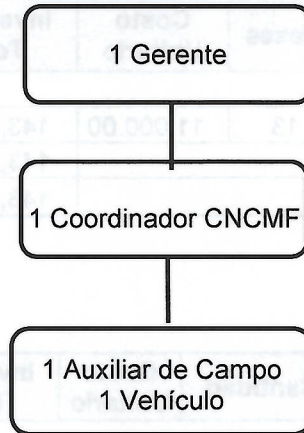 1 Gerente
1 Coordinador CNCMF
1 Auxiliar de Campo
1 Vehículo